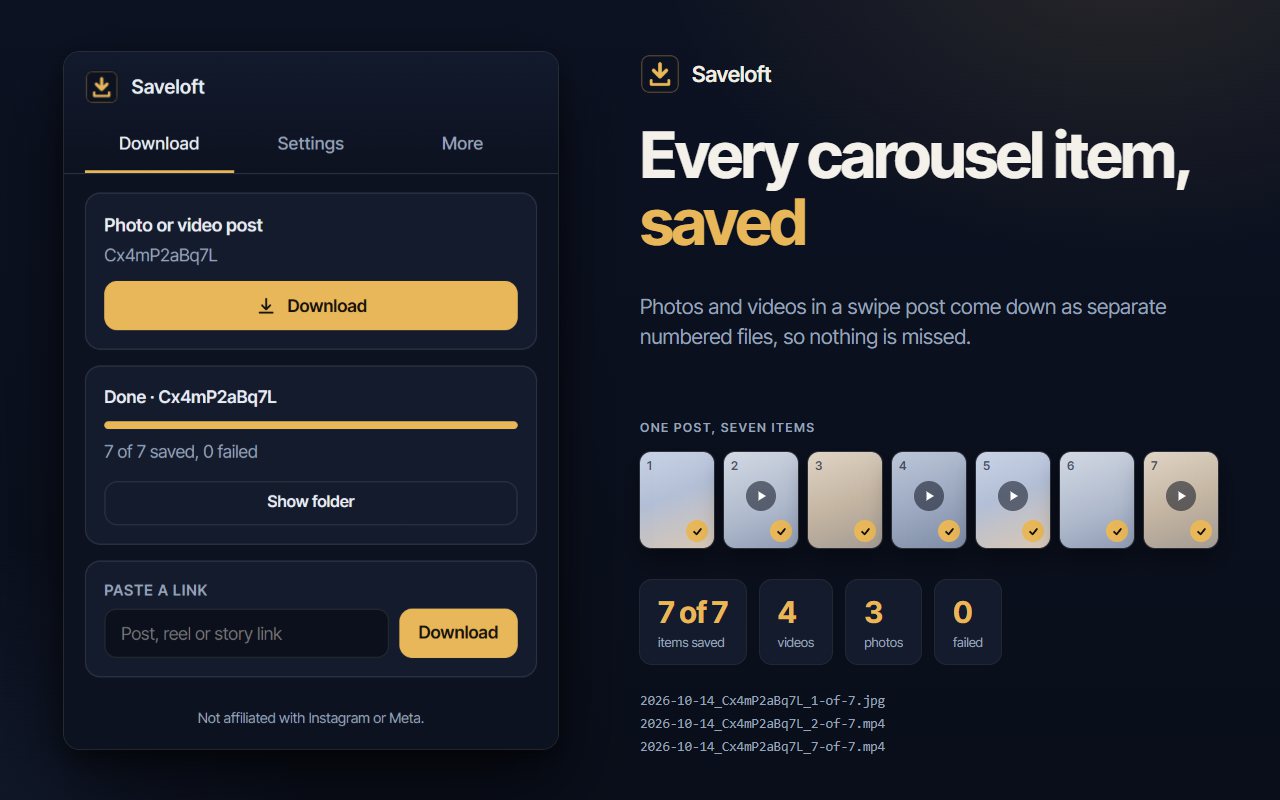 Saveloft
Download
Settings
More
Photo or video post
Cx4mP2aBq7L
Download
Done · Cx4mP2aBq7L
7 of 7 saved, 0 failed
Show folder
PASTE A LINK
Post, reel or story link
Download
Not affiliated with Instagram or Meta.
Saveloft
Every carousel item,
saved
Photos and videos in a swipe post come down as separate
numbered files, so nothing is missed.
ONE POST, SEVEN ITEMS
1 2 3 4 5 6 7
7 of 7
items saved
4
videos
3
photos
0
failed
2026-10-14_Cx4mP2aBq7L_1-of-7.jpg
2026-10-14_Cx4mP2aBq7L_2-of-7.mp4
2026-10-14_Cx4mP2aBq7L_7-of-7.mp4